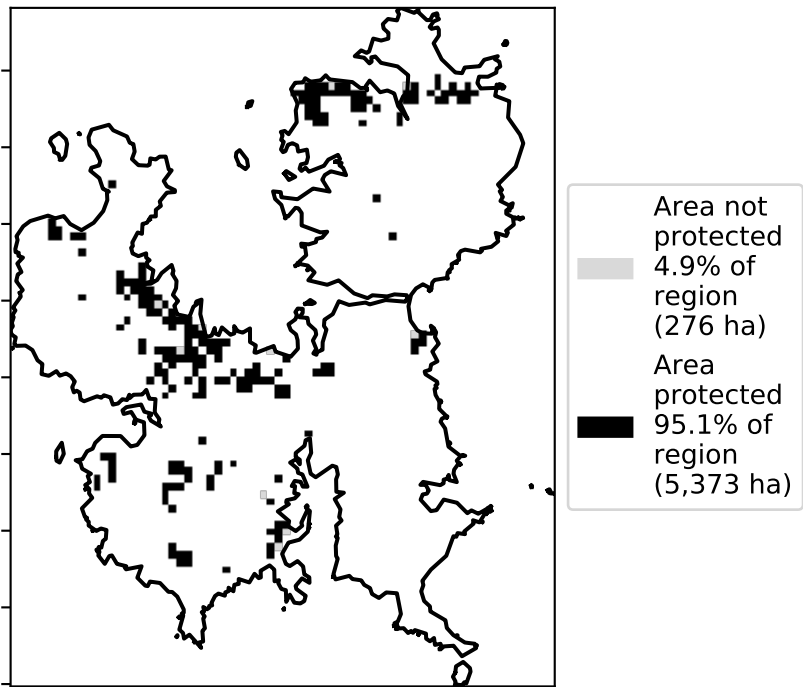 Area not
protected
4.9% of
region
(276 ha)
Area
protected
95.1% of
region
(5,373 ha)